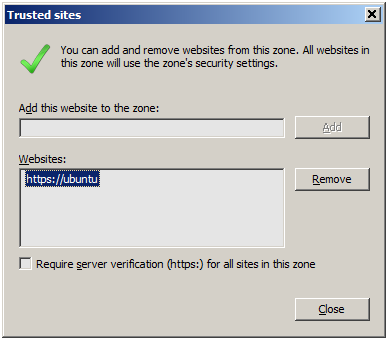 Trusted sites
You can add and remove websites from this zone. All websites in
this zone will use the zone's security settings.
Add this website to the zone:
Add
Websites:
https://ubuntu
Remove
Require server verification (https:) for all sites in this zone
Close